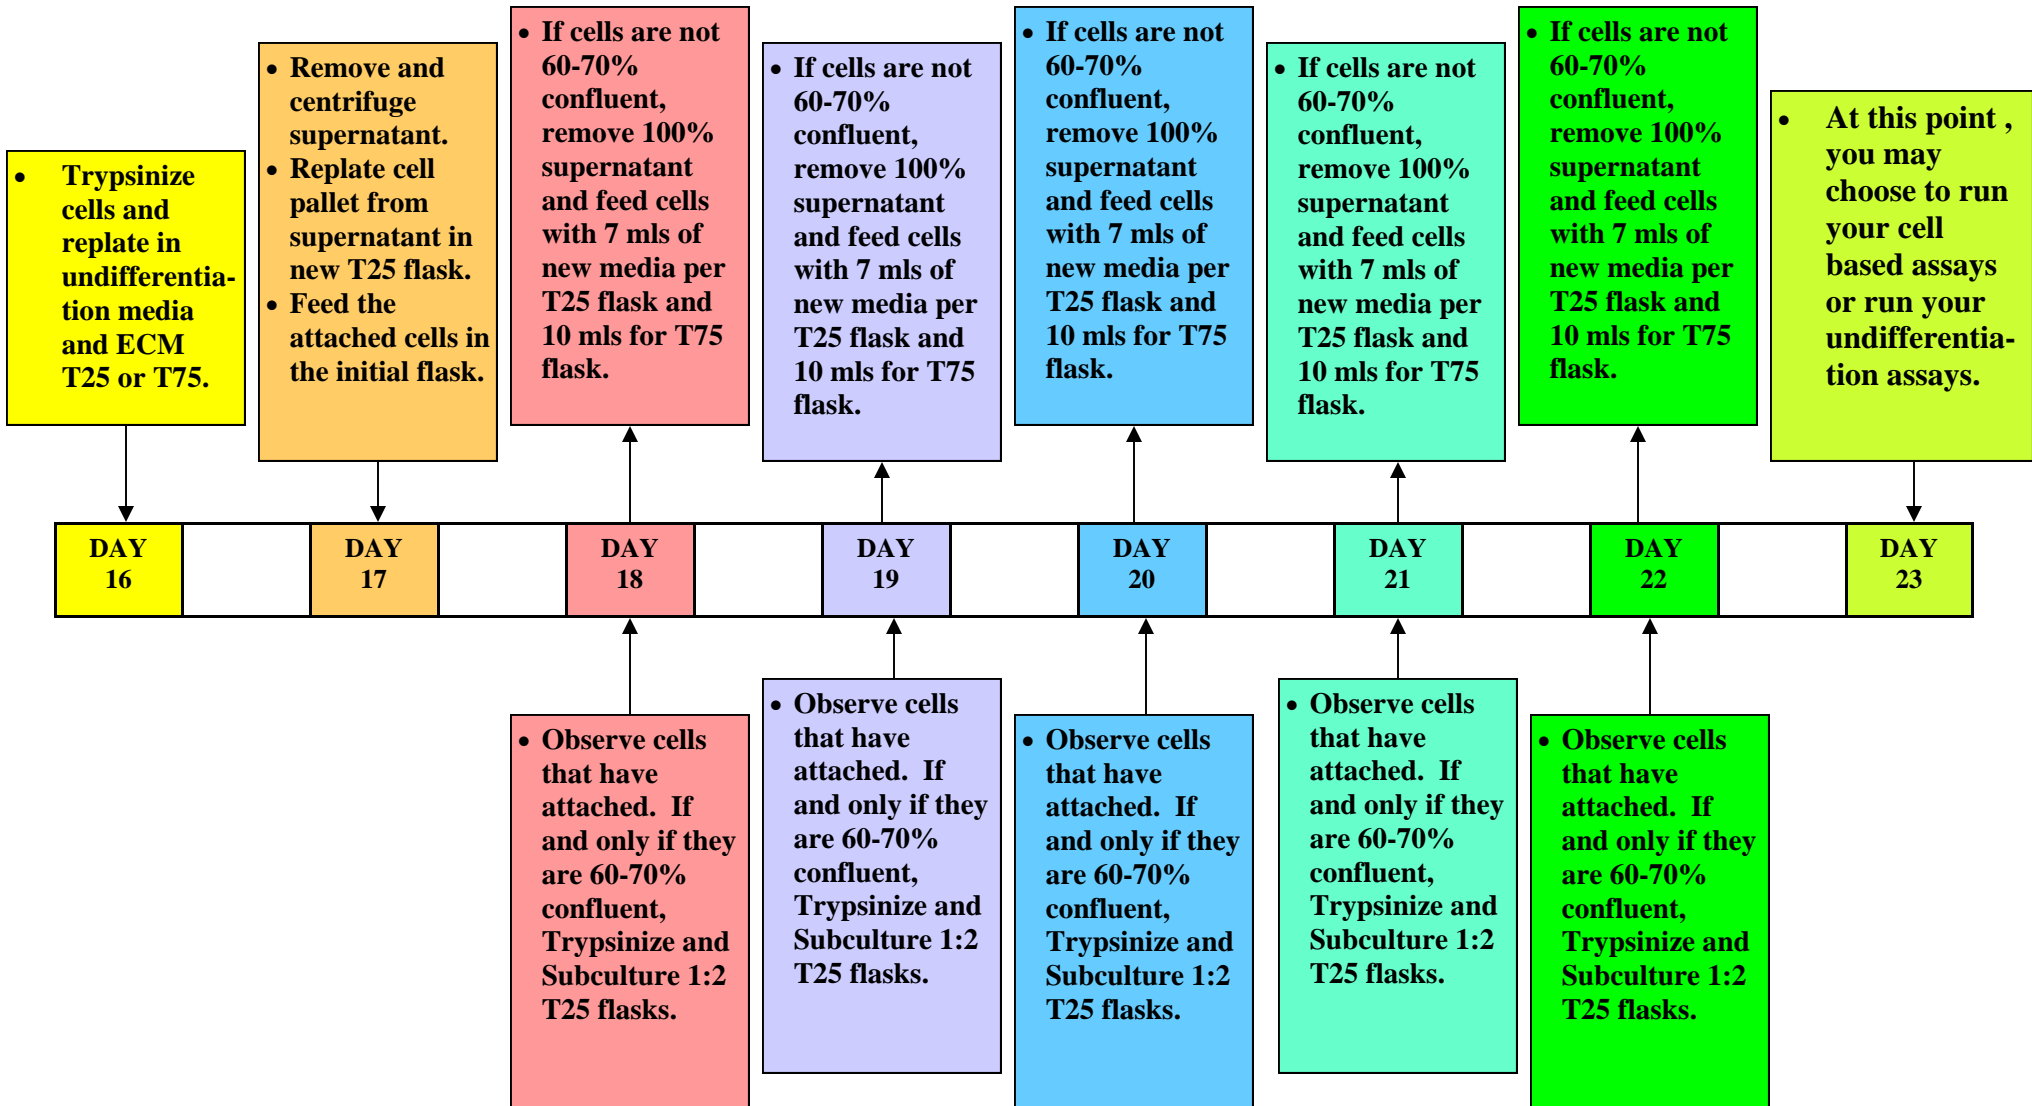 • Trypsinize
cells and
replate in
undifferentia-
tion media
and ECM
T25 or T75.
• Remove and
centrifuge
supernatant.
• Replate cell
pallet from
supernatant in
new T25 flask.
• Feed the
attached cells in
the initial flask.
• If cells are not
60-70%
confluent,
remove 100%
supernatant
and feed cells
with 7 mls of
new media per
T25 flask and
10 mls for T75
flask.
• If cells are not
60-70%
confluent,
remove 100%
supernatant
and feed cells
with 7 mls of
new media per
T25 flask and
10 mls for T75
flask.
• If cells are not
60-70%
confluent,
remove 100%
supernatant
and feed cells
with 7 mls of
new media per
T25 flask and
10 mls for T75
flask.
• If cells are not
60-70%
confluent,
remove 100%
supernatant
and feed cells
with 7 mls of
new media per
T25 flask and
10 mls for T75
flask.
• If cells are not
60-70%
confluent,
remove 100%
supernatant
and feed cells
with 7 mls of
new media per
T25 flask and
10 mls for T75
flask.
• At this point ,
you may
choose to run
your cell
based assays
or run your
undifferentia-
tion assays.
DAY
16
DAY
17
DAY
18
DAY
19
DAY
20
DAY
21
DAY
22
DAY
23
• Observe cells
that have
attached.  If
and only if they
are 60-70%
confluent,
Trypsinize and
Subculture 1:2
T25 flasks.
• Observe cells
that have
attached.  If
and only if they
are 60-70%
confluent,
Trypsinize and
Subculture 1:2
T25 flasks.
• Observe cells
that have
attached.  If
and only if they
are 60-70%
confluent,
Trypsinize and
Subculture 1:2
T25 flasks.
• Observe cells
that have
attached.  If
and only if they
are 60-70%
confluent,
Trypsinize and
Subculture 1:2
T25 flasks.
• Observe cells
that have
attached.  If
and only if they
are 60-70%
confluent,
Trypsinize and
Subculture 1:2
T25 flasks.